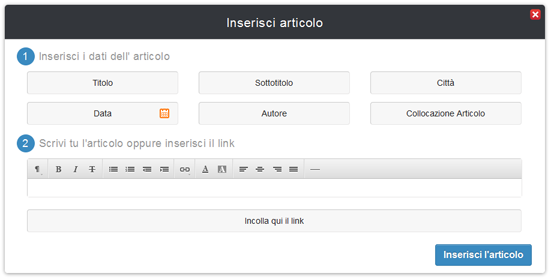 Inserisci articolo
1 Inserisci i dati dell' articolo
Titolo Sottotitolo Città
Data Autore Collocazione Articolo
2 Scrivi tu l'articolo oppure inserisci il link
¶ B I T A A
Incolla qui il link
Inserisci l'articolo